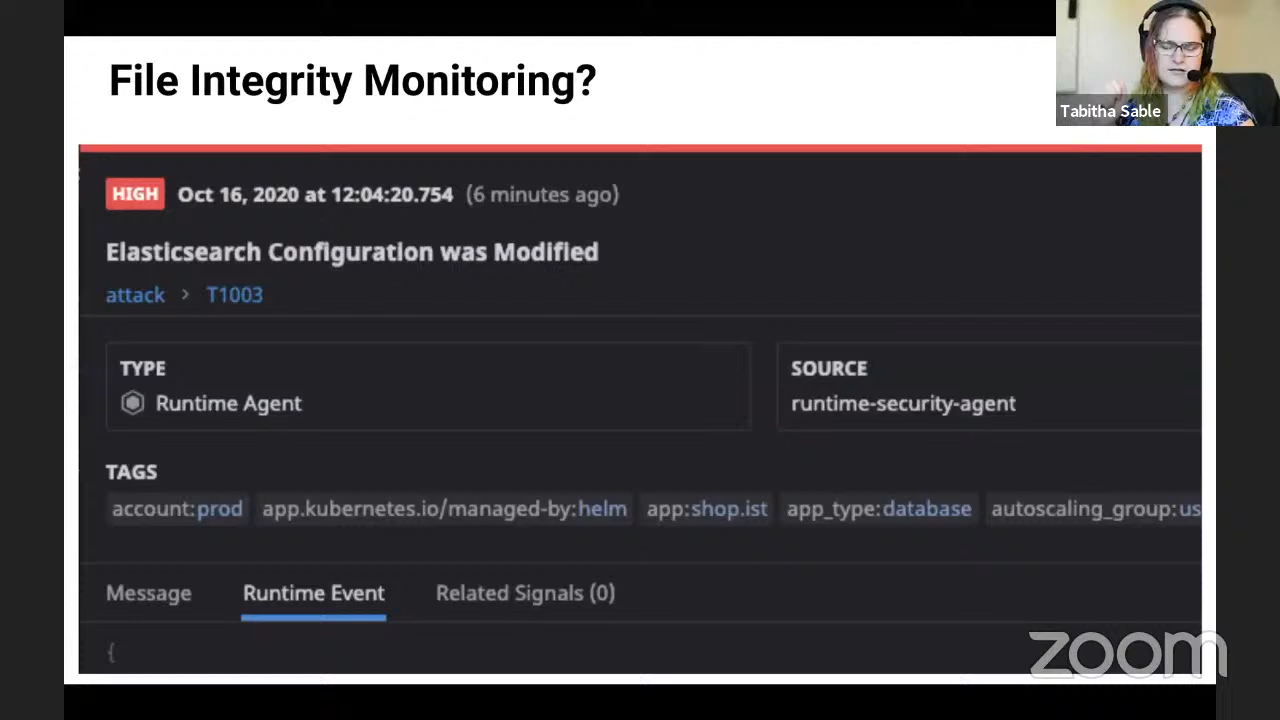 File Integrity Monitoring?
Tabitha Sable
HIGH Oct 16, 2020 at 12:04:20.754 (6 minutes ago)
Elasticsearch Configuration was Modified
attack > T1003
TYPE SOURCE
Runtime Agent runtime-security-agent
TAGS
account:prod app.kubernetes.io/managed-by:helm app:shop.ist app_type:database autoscaling_group:us
Message Runtime Event Related Signals (0)
{
zoom